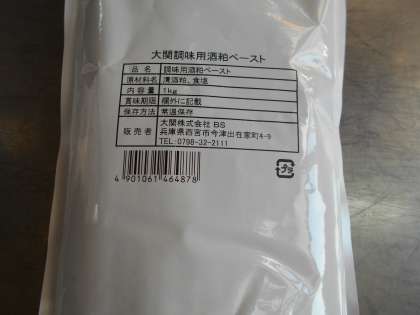 大関調味用酒粕ペースト
品名 調味用酒粕ペースト
原材料名 清酒粕、食塩
内容量 1kg
賞味期限 欄外に記載
保存方法 常温保存
販売者 大関株式会社 BS
兵庫県西宮市今津出在家町4-9
TEL:0798-32-2111
4 901061 464878
プラ